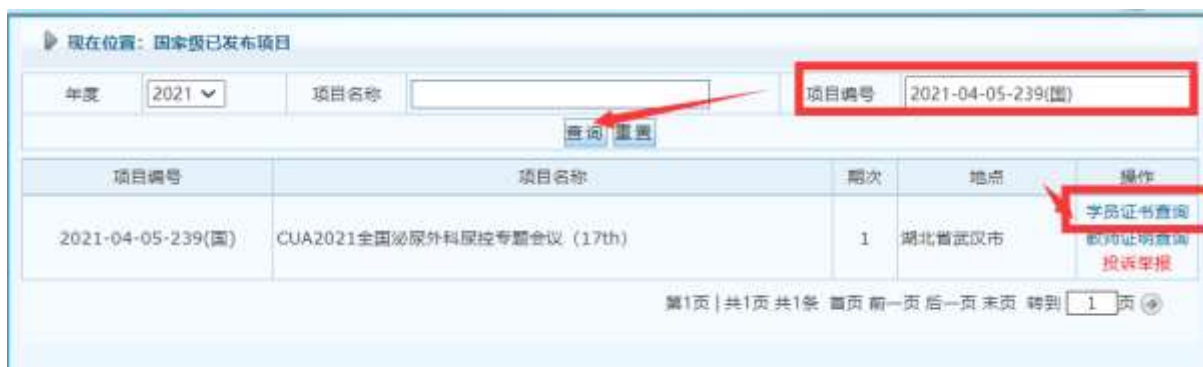 现在位置：国家级已发布项目
年度 2021 项目名称 项目编号 2021-04-05-239(国)
查询 重置
项目编号 项目名称 期次 地点 操作
2021-04-05-239(国) CUA2021全国泌尿外科尿控专题会议（17th） 1 湖北省武汉市 学员证书查询
教师证明查询
投诉举报
第1页 | 共1页 共1条 首页 前一页 后一页 末页 转到 1 页